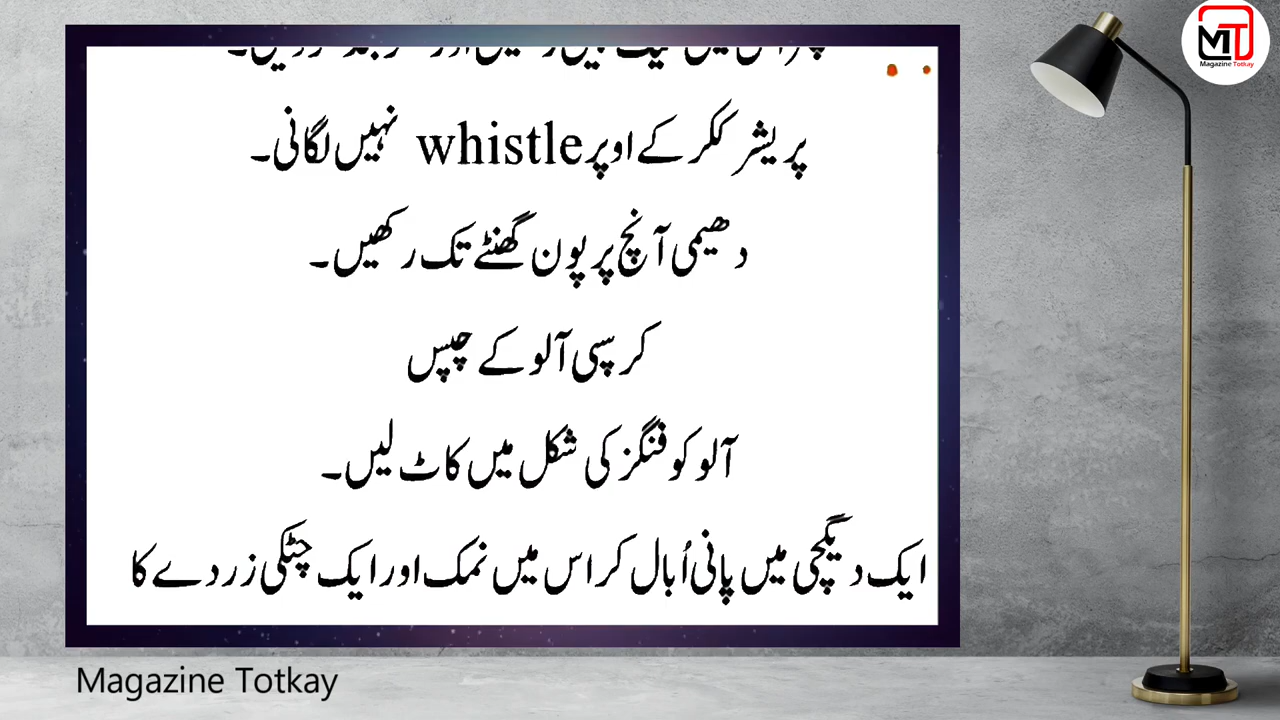 پریشر ککر کے اوپر whistle نہیں لگانی۔
دھیمی آنچ پر پون گھنٹے تک رکھیں۔
کرسپی آلو کے چپس
آلو کو فنگرز کی شکل میں کاٹ لیں۔
ایک دیگچی میں پانی اُبال کر اس میں نمک اور ایک چٹکی زردے کا
MT
Magazine Totkay
Magazine Totkay